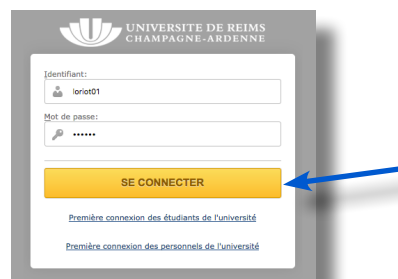 UNIVERSITE DE REIMS
CHAMPAGNE-ARDENNE
Identifiant:
loriot01
Mot de passe:
••••••
SE CONNECTER
Première connexion des étudiants de l'université
Première connexion des personnels de l'université